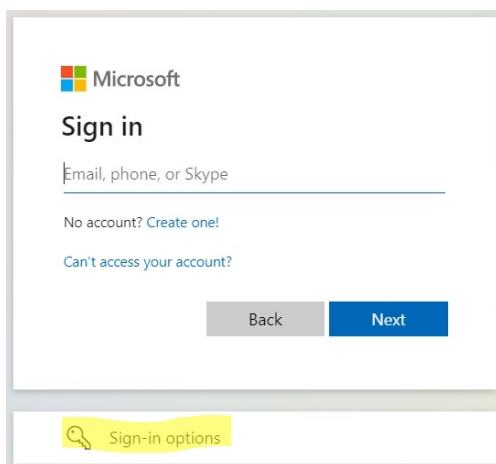 Microsoft
Sign in
Email, phone, or Skype
No account? Create one!
Can't access your account?
Back Next
Sign-in options